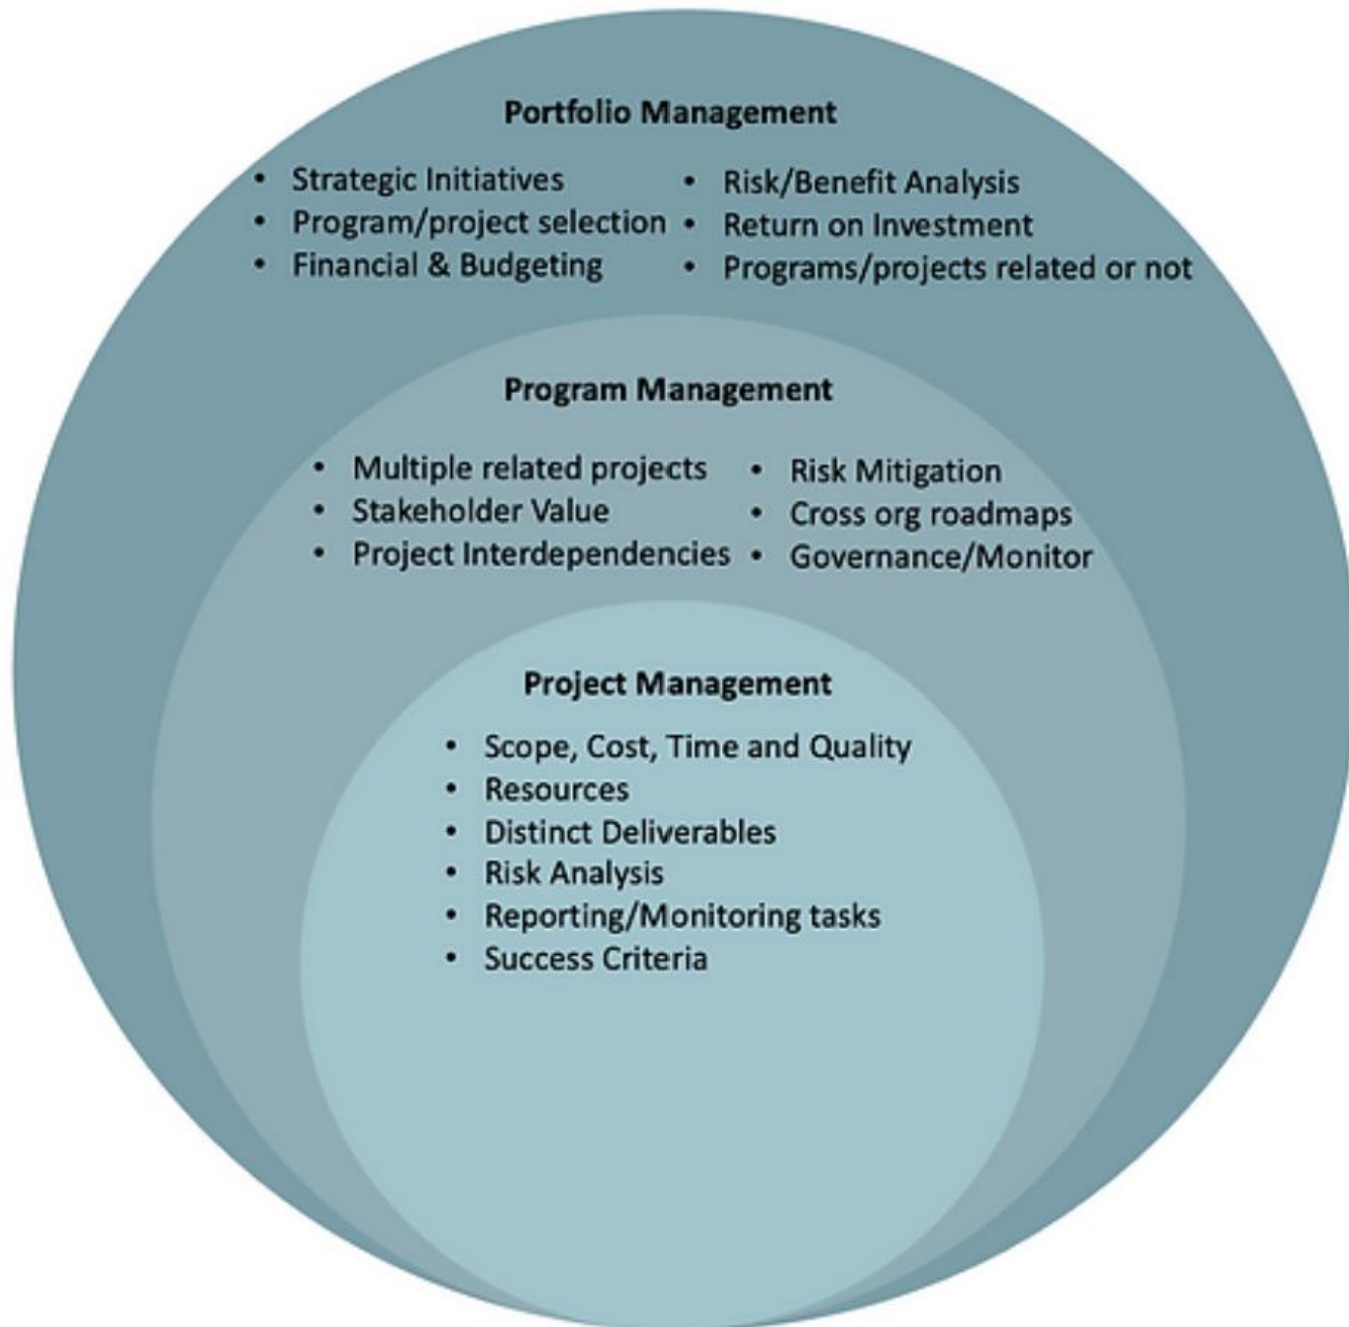 Portfolio Management
• Strategic Initiatives
• Program/project selection
• Financial & Budgeting
• Risk/Benefit Analysis
• Return on Investment
• Programs/projects related or not
Program Management
• Multiple related projects
• Stakeholder Value
• Project Interdependencies
• Risk Mitigation
• Cross org roadmaps
• Governance/Monitor
Project Management
• Scope, Cost, Time and Quality
• Resources
• Distinct Deliverables
• Risk Analysis
• Reporting/Monitoring tasks
• Success Criteria